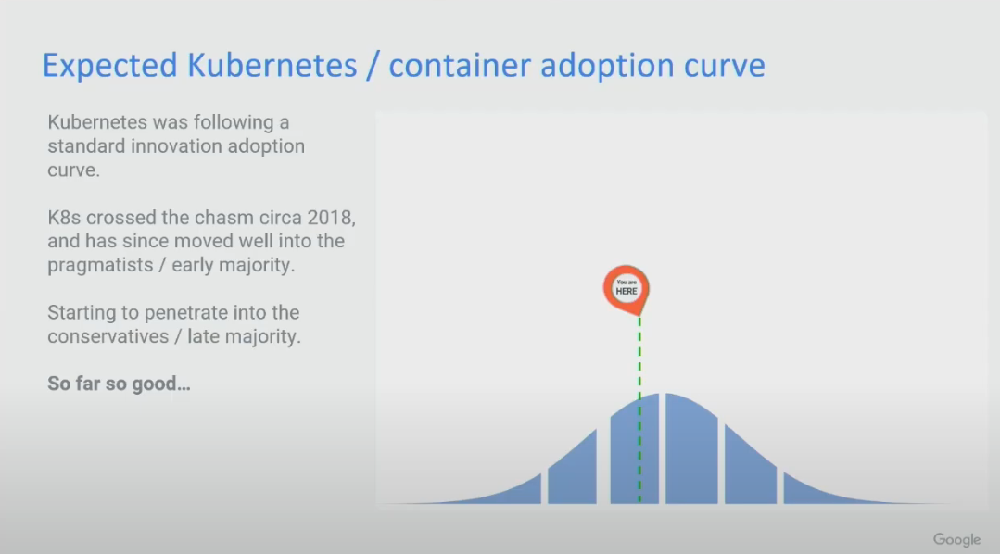 Expected Kubernetes / container adoption curve
Kubernetes was following a
standard innovation adoption
curve.
K8s crossed the chasm circa 2018,
and has since moved well into the
pragmatists / early majority.
Starting to penetrate into the
conservatives / late majority.
So far so good…
You are
HERE
Google